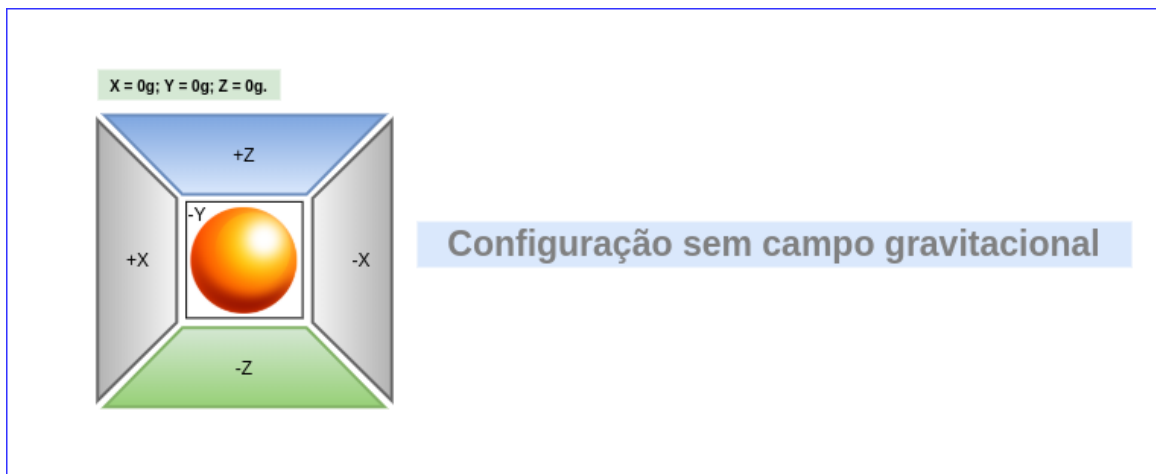 X = 0g; Y = 0g; Z = 0g.
+Z
-Y
+X
-X
-Z
Configuração sem campo gravitacional